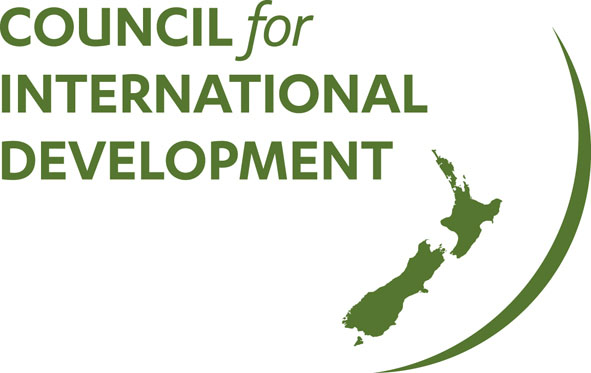 COUNCIL for
INTERNATIONAL
DEVELOPMENT